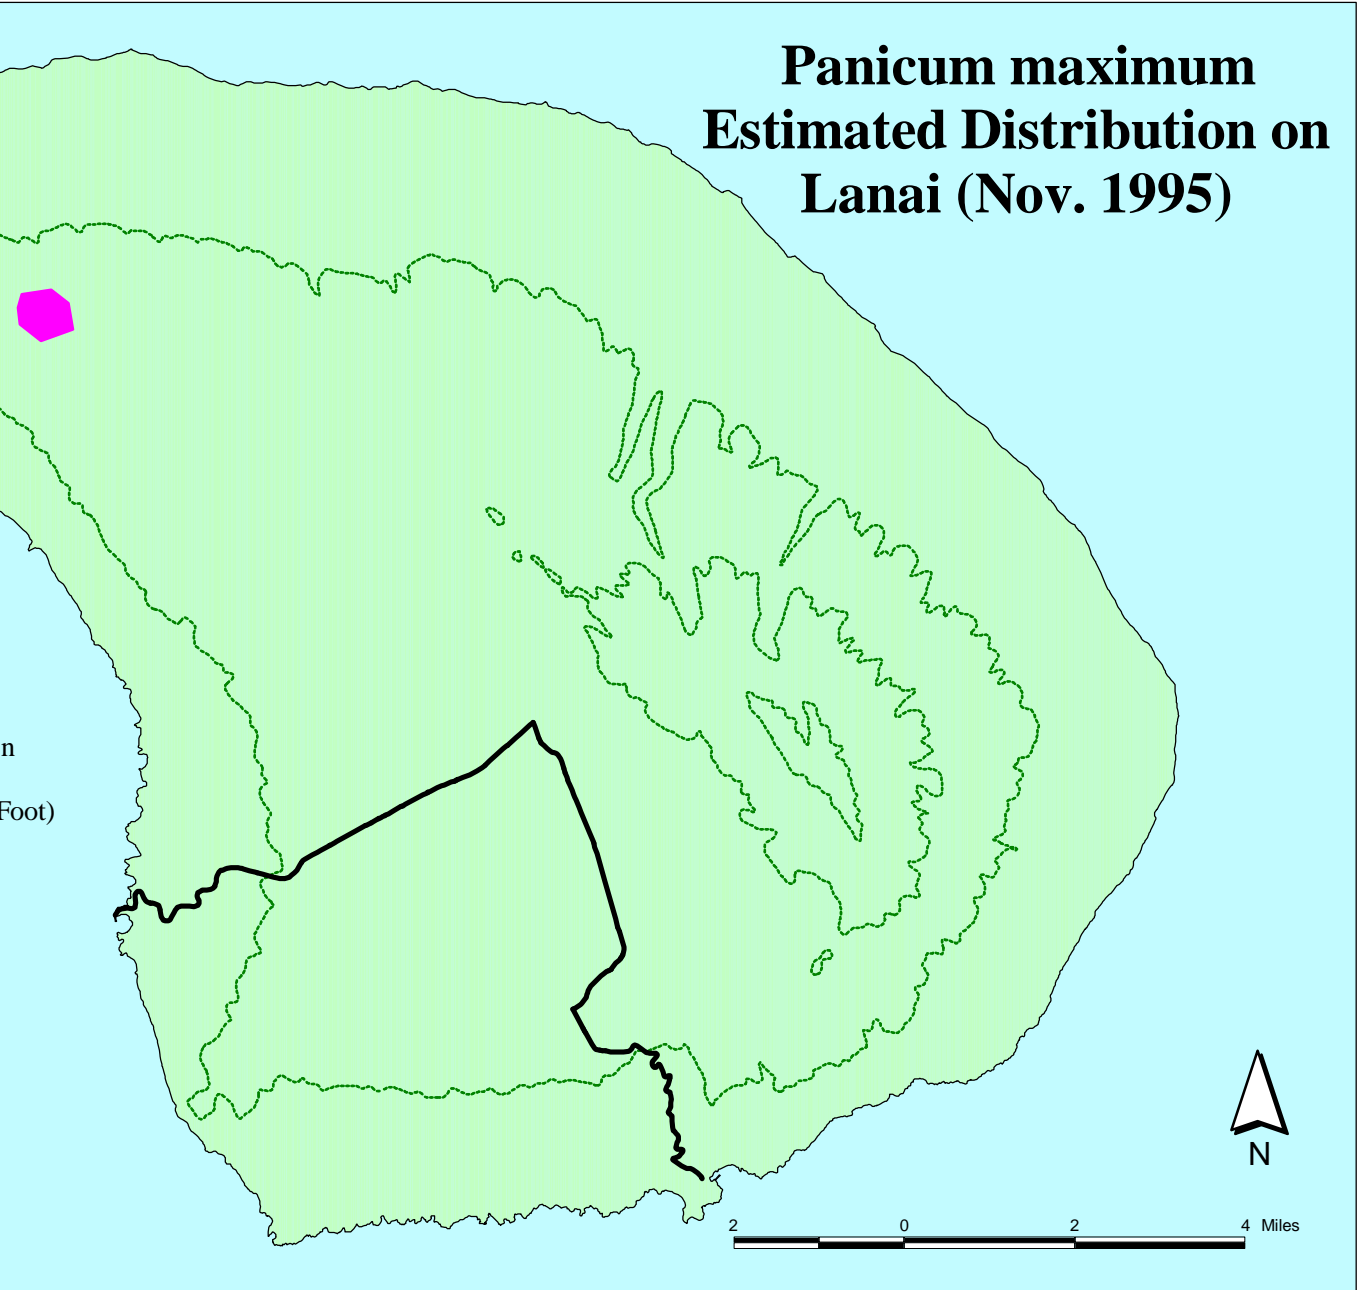 Panicum maximum
Estimated Distribution on
Lanai (Nov. 1995)
n
Foot)
N
2 0 2 4 Miles